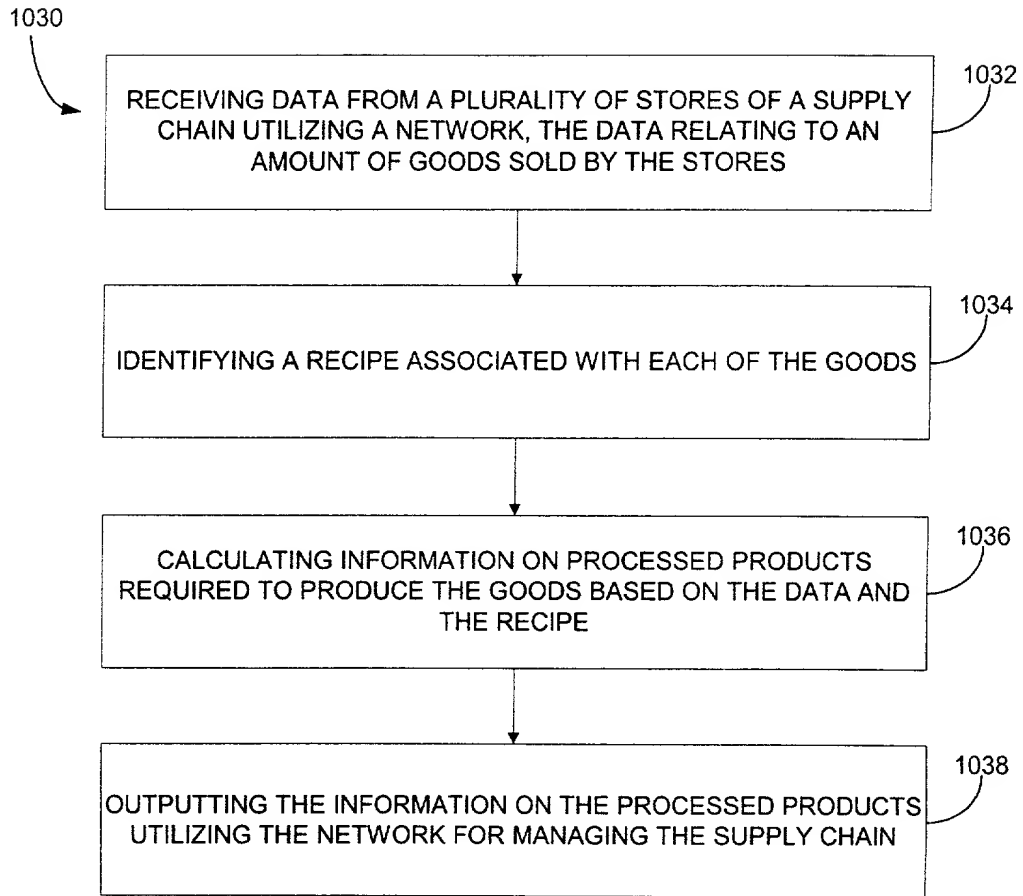 1030
1032
RECEIVING DATA FROM A PLURALITY OF STORES OF A SUPPLY
CHAIN UTILIZING A NETWORK, THE DATA RELATING TO AN
AMOUNT OF GOODS SOLD BY THE STORES
1034
IDENTIFYING A RECIPE ASSOCIATED WITH EACH OF THE GOODS
1036
CALCULATING INFORMATION ON PROCESSED PRODUCTS
REQUIRED TO PRODUCE THE GOODS BASED ON THE DATA AND
THE RECIPE
1038
OUTPUTTING THE INFORMATION ON THE PROCESSED PRODUCTS
UTILIZING THE NETWORK FOR MANAGING THE SUPPLY CHAIN